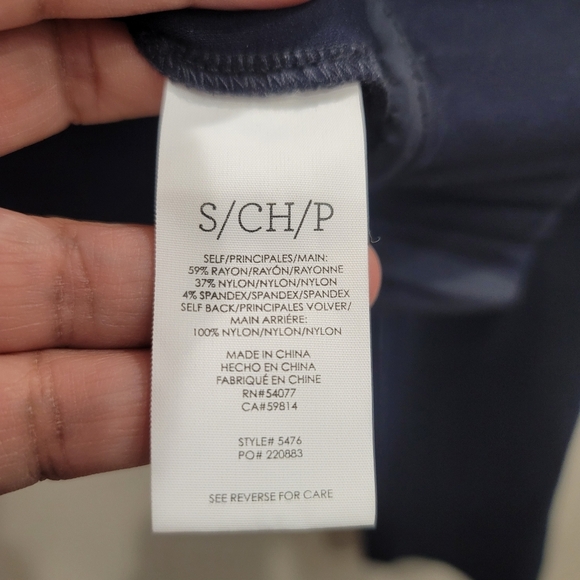 S/CH/P
SELF/PRINCIPALES/MAIN:
59% RAYON/RAYÓN/RAYONNE
37% NYLON/NYLON/NYLON
4% SPANDEX/SPANDEX/SPANDEX
SELF BACK/PRINCIPALES VOLVER/
MAIN ARRIÉRE:
100% NYLON/NYLON/NYLON
MADE IN CHINA
HECHO EN CHINA
FABRIQUÉ EN CHINE
RN#54077
CA#59814
STYLE# 5476
PO# 220883
SEE REVERSE FOR CARE